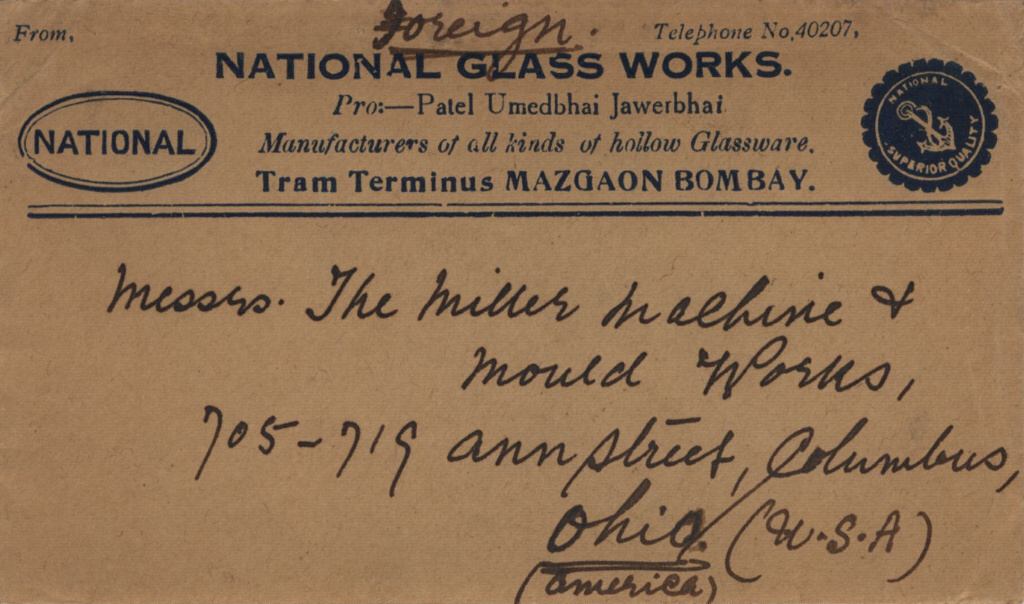 Foreign.
From,
Telephone No,40207,
NATIONAL GLASS WORKS.
Pro:—Patel Umedbhai Jawerbhai
NATIONAL
Manufacturers of all kinds of hollow Glassware.
Tram Terminus MAZGAON BOMBAY.
NATIONAL
SUPERIOR QUALITY
Messrs. The Miller Machine &
Mould Works,
705-719 Ann Street, Columbus,
Ohio. (U.S.A)
(America)